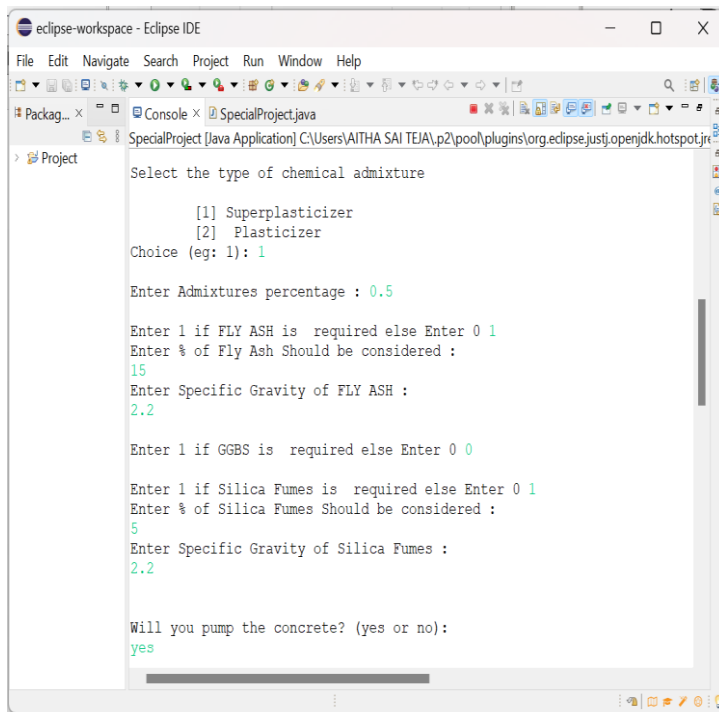 eclipse-workspace - Eclipse IDE
File Edit Navigate Search Project Run Window Help
Packag...
Console
SpecialProject.java
SpecialProject [Java Application] C:\Users\AITHA SAI TEJA\.p2\pool\plugins\org.eclipse.justj.openjdk.hotspot.jre
Project
Select the type of chemical admixture
[1] Superplasticizer
[2] Plasticizer
Choice (eg: 1): 1
Enter Admixtures percentage : 0.5
Enter 1 if FLY ASH is required else Enter 0 1
Enter % of Fly Ash Should be considered :
15
Enter Specific Gravity of FLY ASH :
2.2
Enter 1 if GGBS is required else Enter 0 0
Enter 1 if Silica Fumes is required else Enter 0 1
Enter % of Silica Fumes Should be considered :
5
Enter Specific Gravity of Silica Fumes :
2.2
Will you pump the concrete? (yes or no):
yes